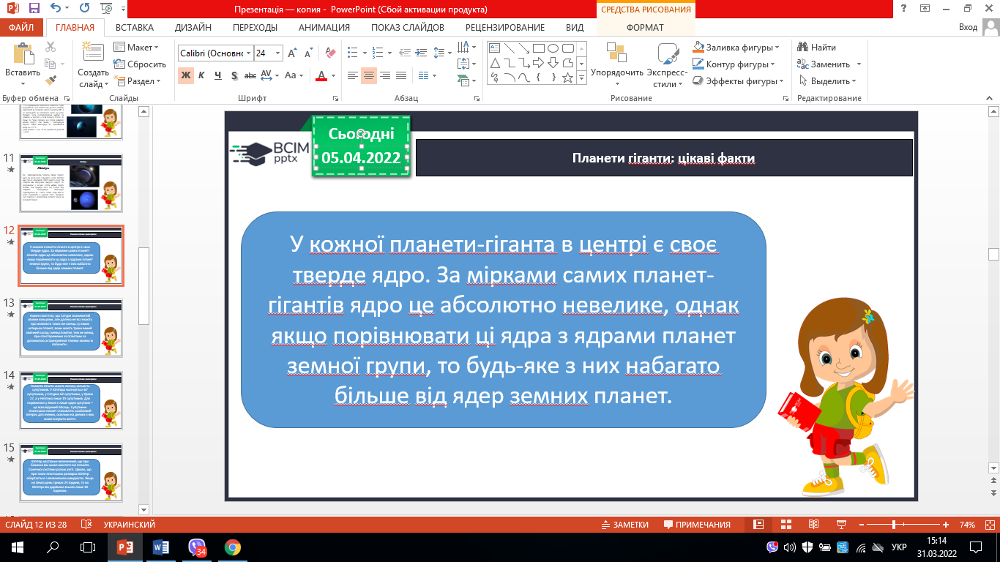 Презентація — копия - PowerPoint (Сбой активации продукта)
СРЕДСТВА РИСОВАНИЯ
ФАЙЛ ГЛАВНАЯ ВСТАВКА ДИЗАЙН ПЕРЕХОДЫ АНИМАЦИЯ ПОКАЗ СЛАЙДОВ РЕЦЕНЗИРОВАНИЕ ВИД ФОРМАТ Вход
Вставить
Буфер обмена
Создать слайд
Макет
Сбросить
Раздел
Слайды
Calibri (Основнс 24
Ж К Ч S abc AV Aa А
Шрифт
Абзац
Упорядочить
Экспресс-стили
Заливка фигуры
Контур фигуры
Эффекты фигуры
Рисование
Найти
Заменить
Выделить
Редактирование
11
12
13
14
15
Сьогодні
05.04.2022
ВСІМ
pptx
Планети гіганти: цікаві факти
У кожної планети-гіганта в центрі є своє
тверде ядро. За мірками самих планет-
гігантів ядро це абсолютно невелике, однак
якщо порівнювати ці ядра з ядрами планет
земної групи, то будь-яке з них набагато
більше від ядер земних планет.
СЛАЙД 12 ИЗ 28 УКРАИНСКИЙ ЗАМЕТКИ ПРИМЕЧАНИЯ 74%
34
УКР
15:14
31.03.2022